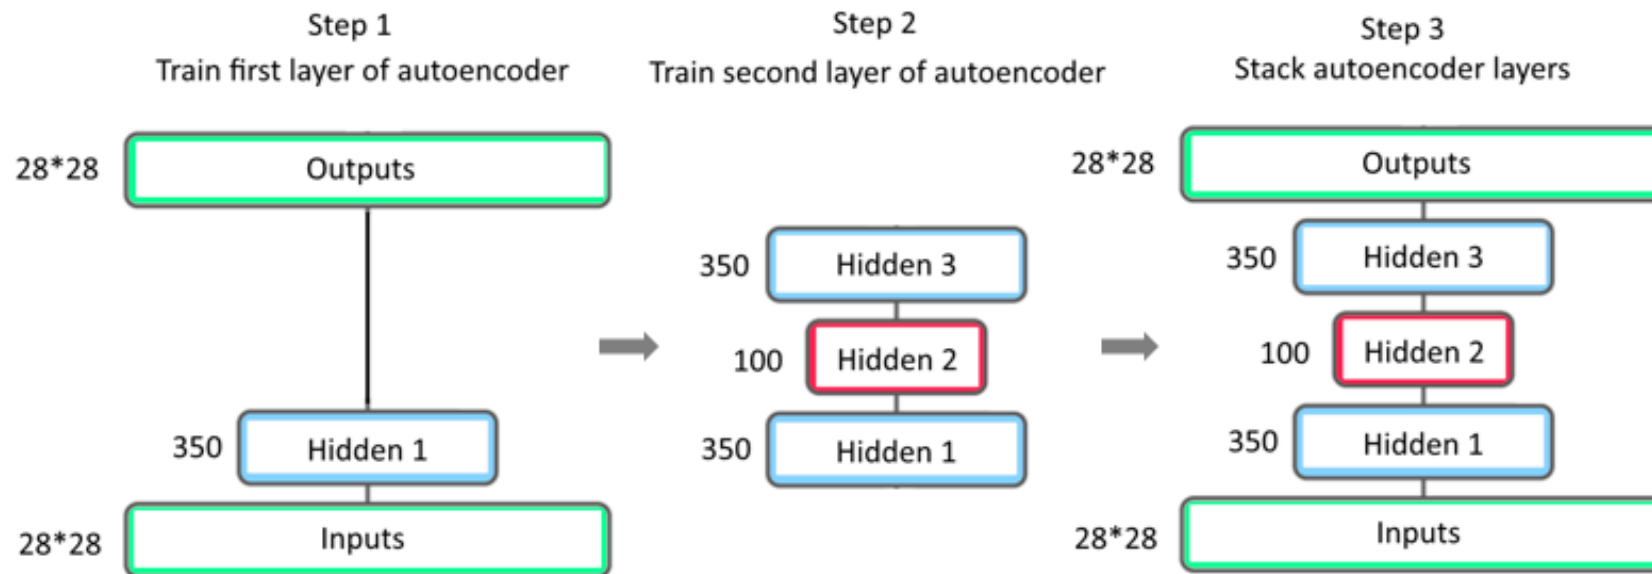 Step 1
Train first layer of autoencoder
28*28
Outputs
350
Hidden 1
28*28
Inputs
Step 2
Train second layer of autoencoder
350
Hidden 3
100
Hidden 2
350
Hidden 1
Step 3
Stack autoencoder layers
28*28
Outputs
350
Hidden 3
100
Hidden 2
350
Hidden 1
28*28
Inputs